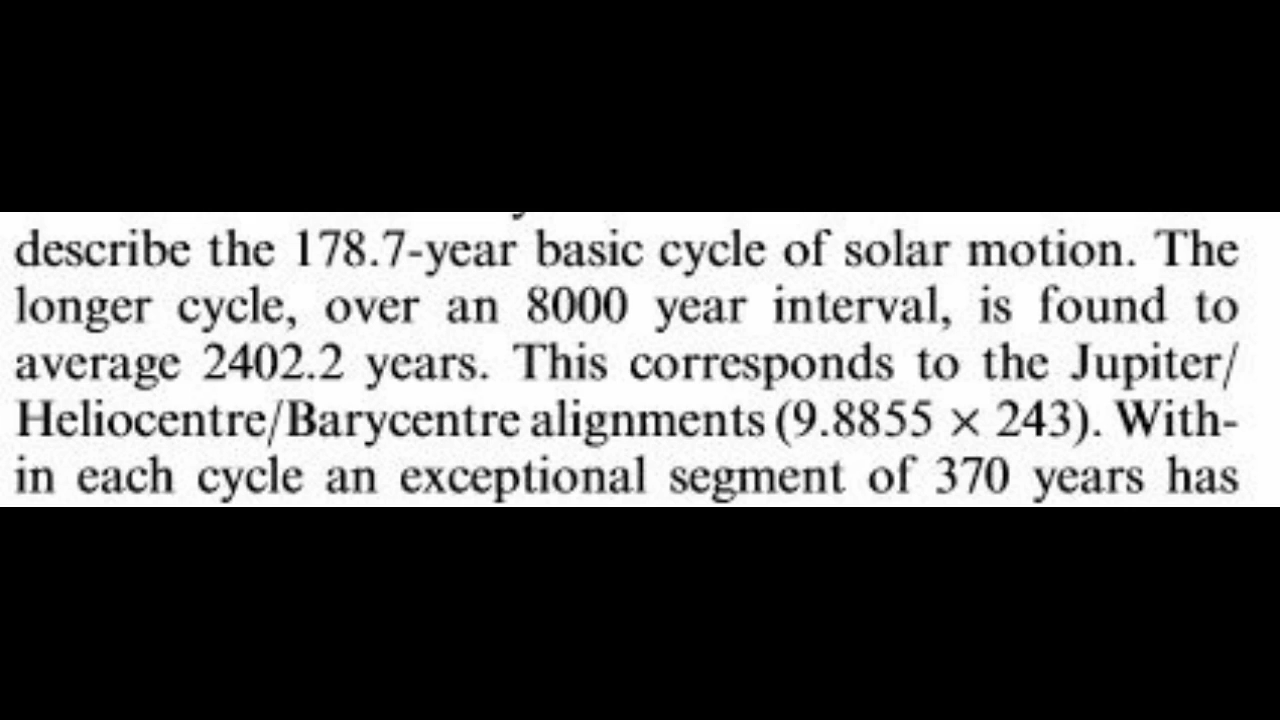 describe the 178.7-year basic cycle of solar motion. The
longer cycle, over an 8000 year interval, is found to
average 2402.2 years. This corresponds to the Jupiter/
Heliocentre/Barycentre alignments (9.8855 × 243). With-
in each cycle an exceptional segment of 370 years has